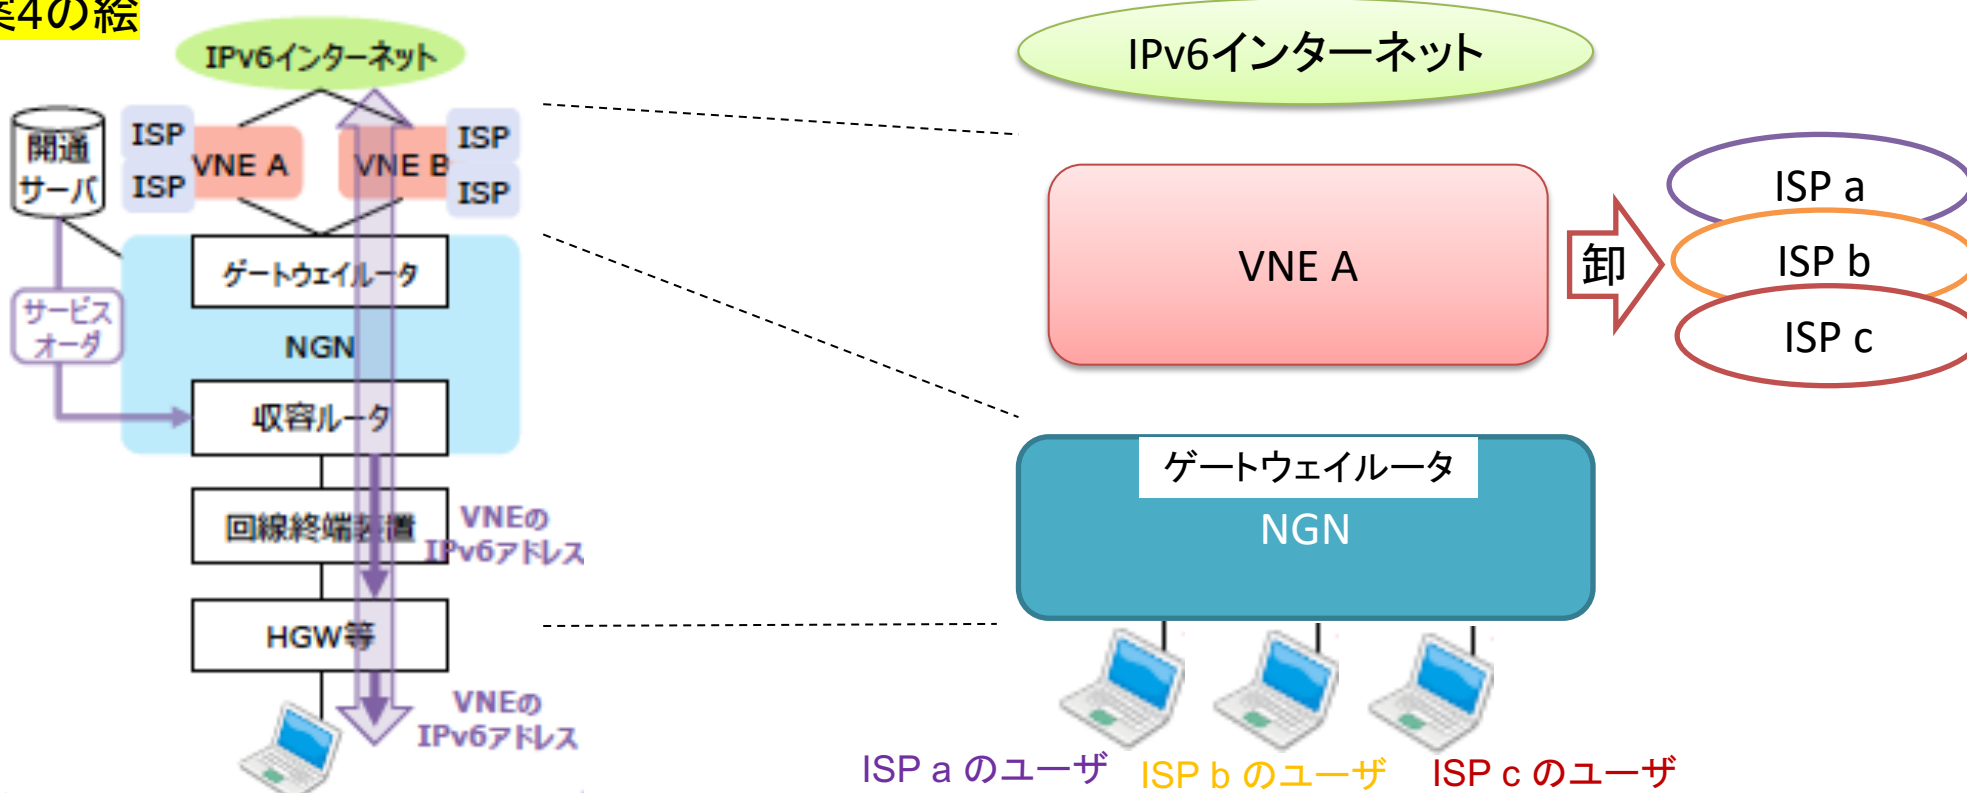 案4の絵
IPv6インターネット
開通
サーバ
ISP
ISP
VNE A
VNE B
ISP
ISP
ゲートウェイルータ
サービス
オーダ
NGN
収容ルータ
回線終端装置
VNEの
IPv6アドレス
HGW等
VNEの
IPv6アドレス
IPv6インターネット
VNE A
卸
ISP a
ISP b
ISP c
ゲートウェイルータ
NGN
ISP a のユーザ
ISP b のユーザ
ISP c のユーザ